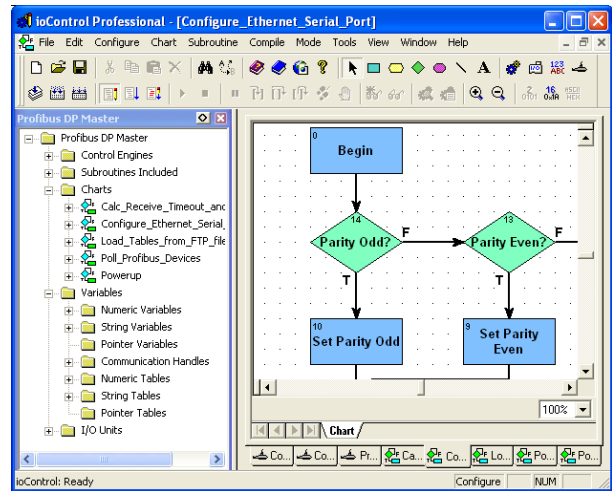 ioControl Professional - [Configure_Ethernet_Serial_Port]
File Edit Configure Chart Subroutine Compile Mode Tools View Window Help
Profibus DP Master
Profibus DP Master
Control Engines
Subroutines Included
Charts
Calc_Receive_Timeout_and
Configure_Ethernet_Serial_
Load_Tables_from_FTP_file
Poll_Profibus_Devices
Powerup
Variables
Numeric Variables
String Variables
Pointer Variables
Communication Handles
Numeric Tables
String Tables
Pointer Tables
I/O Units
0
Begin
14
Parity Odd?
F
T
13
Parity Even?
F
T
10
Set Parity Odd
9
Set Parity
Even
100%
Chart
Co... Co... Pr... Ca... Co... Lo... Po... Po...
ioControl: Ready
Configure NUM